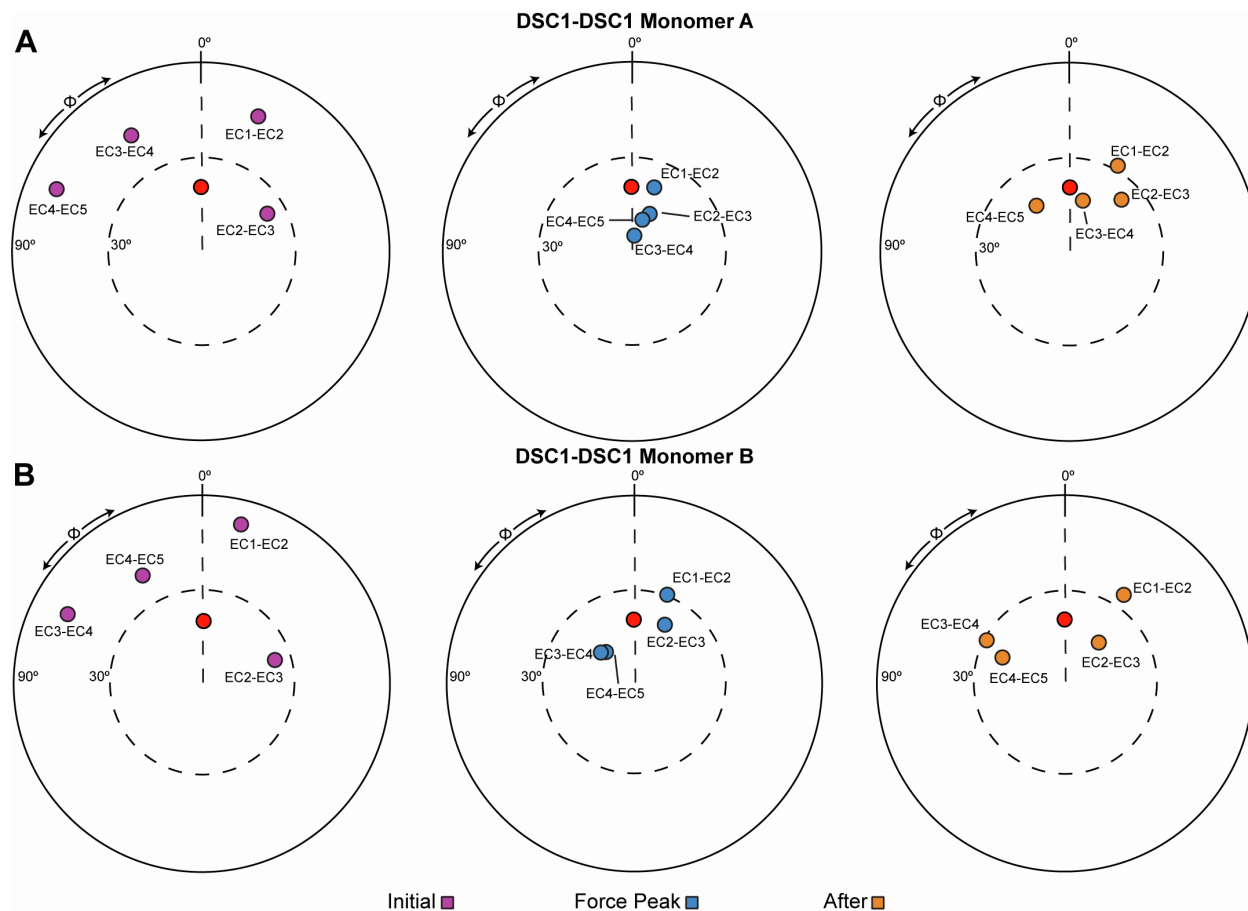 DSC1-DSC1 Monomer A
A
0º
0º
0º
Φ
Φ
Φ
EC1-EC2
EC3-EC4
EC4-EC5
EC2-EC3
90º
30º
EC1-EC2
EC4-EC5
EC2-EC3
EC3-EC4
90º
30º
EC1-EC2
EC2-EC3
EC4-EC5
EC3-EC4
90º
30º
DSC1-DSC1 Monomer B
B
0º
0º
0º
Φ
Φ
Φ
EC1-EC2
EC4-EC5
EC3-EC4
EC2-EC3
90º
30º
EC1-EC2
EC2-EC3
EC3-EC4
EC4-EC5
90º
30º
EC1-EC2
EC3-EC4
EC2-EC3
EC4-EC5
90º
30º
Initial
Force Peak
After